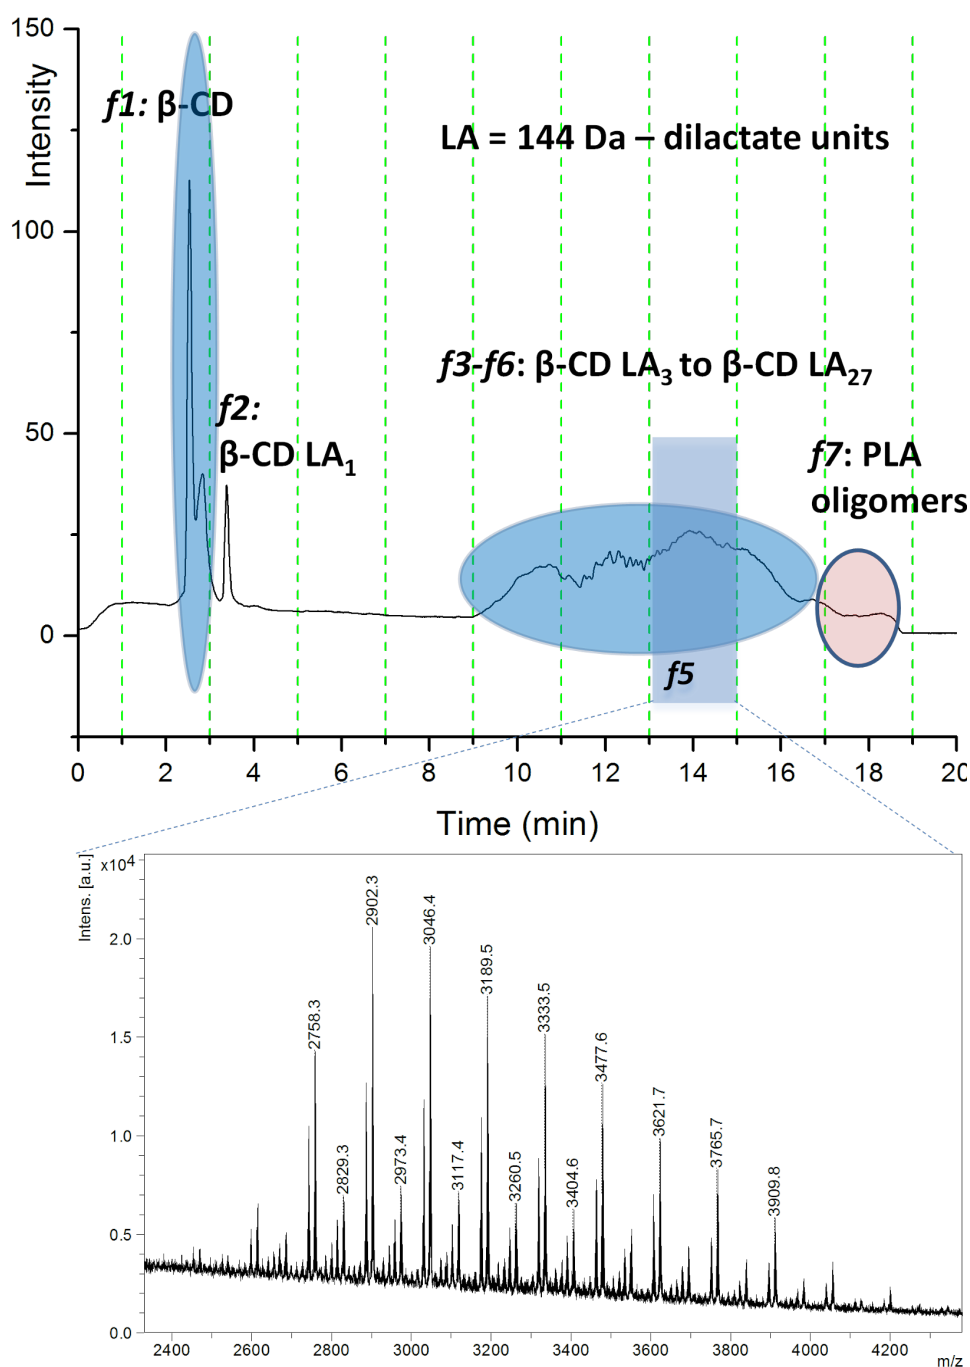 150
Intensity
f1: β-CD
LA = 144 Da – dilactate units
100
f3-f6: β-CD LA3 to β-CD LA27
f2:
β-CD LA1
50
f7: PLA
oligomers
0
f5
0 2 4 6 8 10 12 14 16 18 20
Time (min)
Intens. [a.u.]
x10^4
2902.3
3046.4
3189.5
3333.5
2758.3
3477.6
3621.7
3765.7
3909.8
2829.3
2973.4
3117.4
3260.5
3404.6
2.0
1.5
1.0
0.5
0.0
2400 2600 2800 3000 3200 3400 3600 3800 4000 4200
m/z